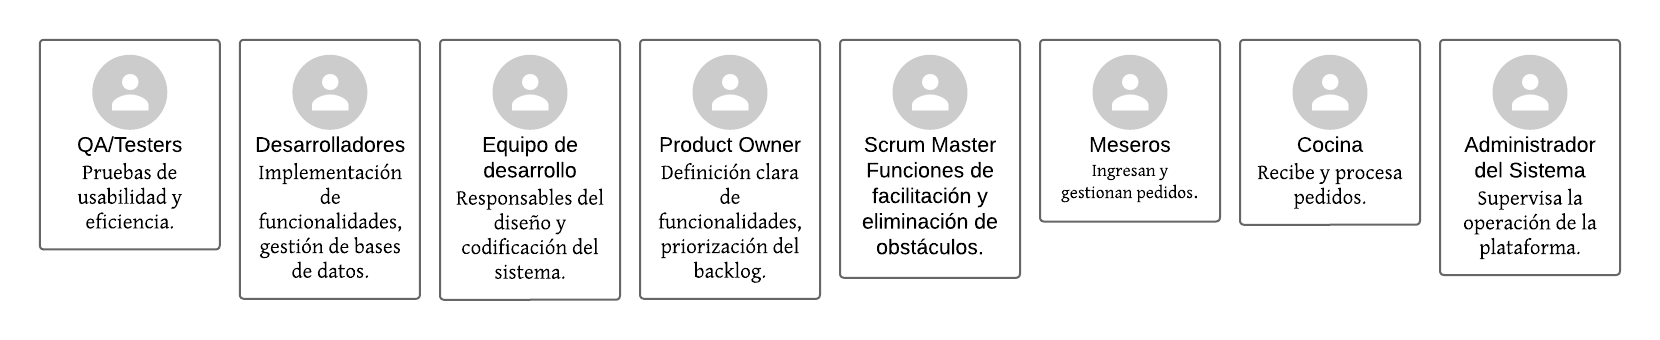 QA/Testers
Pruebas de
usabilidad y
eficiencia.
Desarrolladores
Implementación
de
funcionalidades,
gestión de bases
de datos.
Equipo de
desarrollo
Responsables del
diseño y
codificación del
sistema.
Product Owner
Definición clara
de
funcionalidades,
priorización del
backlog.
Scrum Master
Funciones de
facilitación y
eliminación de
obstáculos.
Meseros
Ingresan y
gestionan pedidos.
Cocina
Recibe y procesa
pedidos.
Administrador
del Sistema
Supervisa la
operación de la
plataforma.